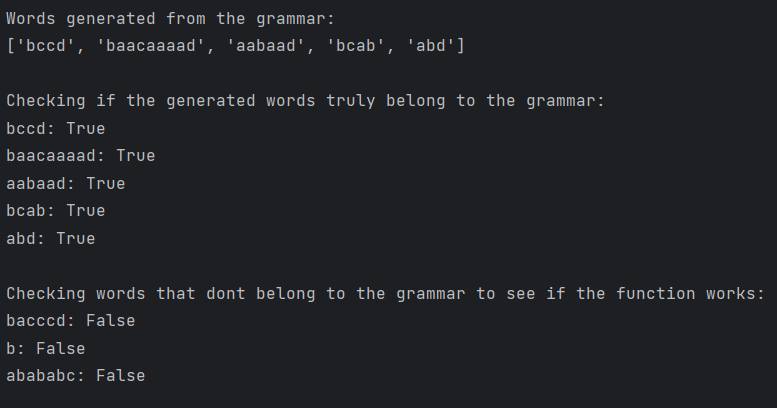 Words generated from the grammar:
['bccd', 'baacaaaad', 'aabaad', 'bcab', 'abd']
Checking if the generated words truly belong to the grammar:
bccd: True
baacaaaad: True
aabaad: True
bcab: True
abd: True
Checking words that dont belong to the grammar to see if the function works:
bacccd: False
b: False
abababc: False